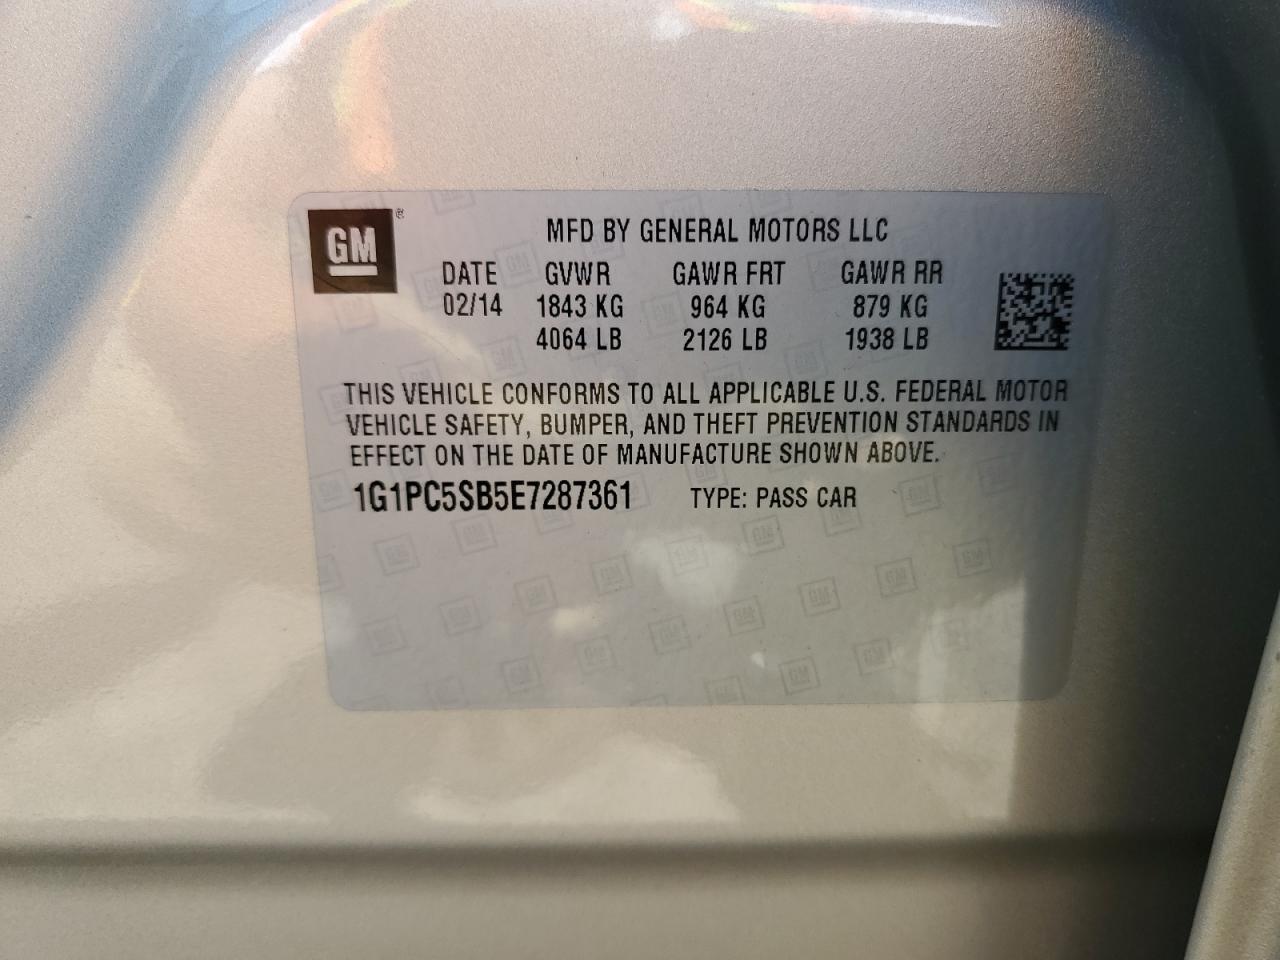 GM®
MFD BY GENERAL MOTORS LLC
DATE GVWR GAWR FRT GAWR RR
02/14 1843 KG 964 KG 879 KG
4064 LB 2126 LB 1938 LB
THIS VEHICLE CONFORMS TO ALL APPLICABLE U.S. FEDERAL MOTOR
VEHICLE SAFETY, BUMPER, AND THEFT PREVENTION STANDARDS IN
EFFECT ON THE DATE OF MANUFACTURE SHOWN ABOVE.
1G1PC5SB5E7287361 TYPE: PASS CAR